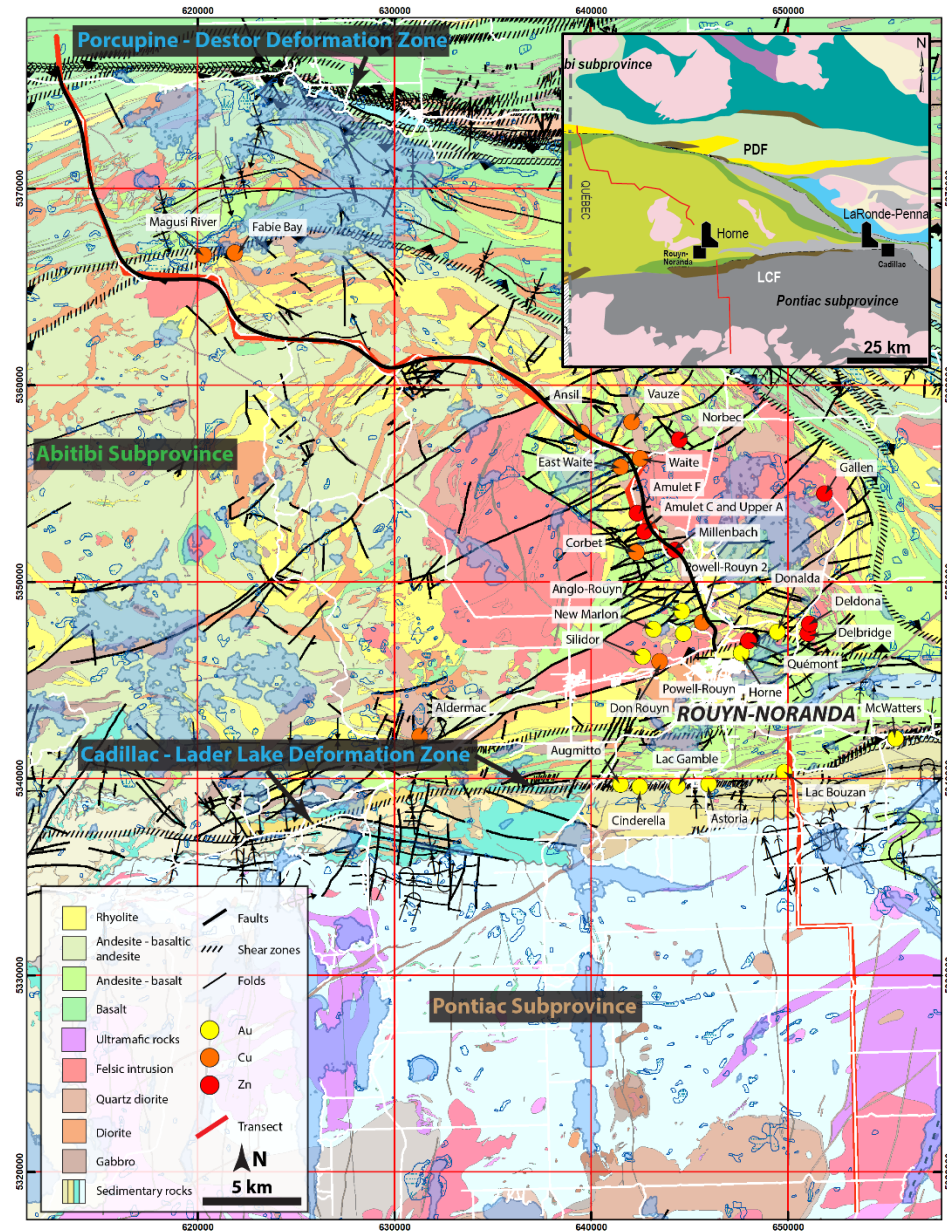 620000
630000
640000
650000
Porcupine - Destor Deformation Zone
N
bi subprovince
PDF
QUÉBEC
LaRonde-Penna
Horne
Rouyn-
Noranda
Cadillac
LCF
Pontiac subprovince
25 km
5370000
Magusi River
Fabie Bay
5360000
Ansil
Vauze
Norbec
Abitibi Subprovince
East Waite
Waite
Gallen
Amulet F
Amulet C and Upper A
Millenbach
Corbet
Powell-Rouyn 2
5350000
Donalda
Anglo-Rouyn
New Marlon
Deldona
Silidor
Delbridge
Quémont
Powell-Rouyn
Horne
Aldermac
Don Rouyn
McWatters
ROUYN-NORANDA
Augmitto
Cadillac - Lader Lake Deformation Zone
Lac Gamble
5340000
Lac Bouzan
Cinderella
Astoria
Rhyolite
Andesite - basaltic
andesite
Andesite - basalt
Basalt
Ultramafic rocks
Felsic intrusion
Quartz diorite
Diorite
Gabbro
Sedimentary rocks
Faults
Shear zones
Folds
Au
Cu
Zn
Transect
N
5 km
5330000
Pontiac Subprovince
5320000
620000
630000
640000
650000